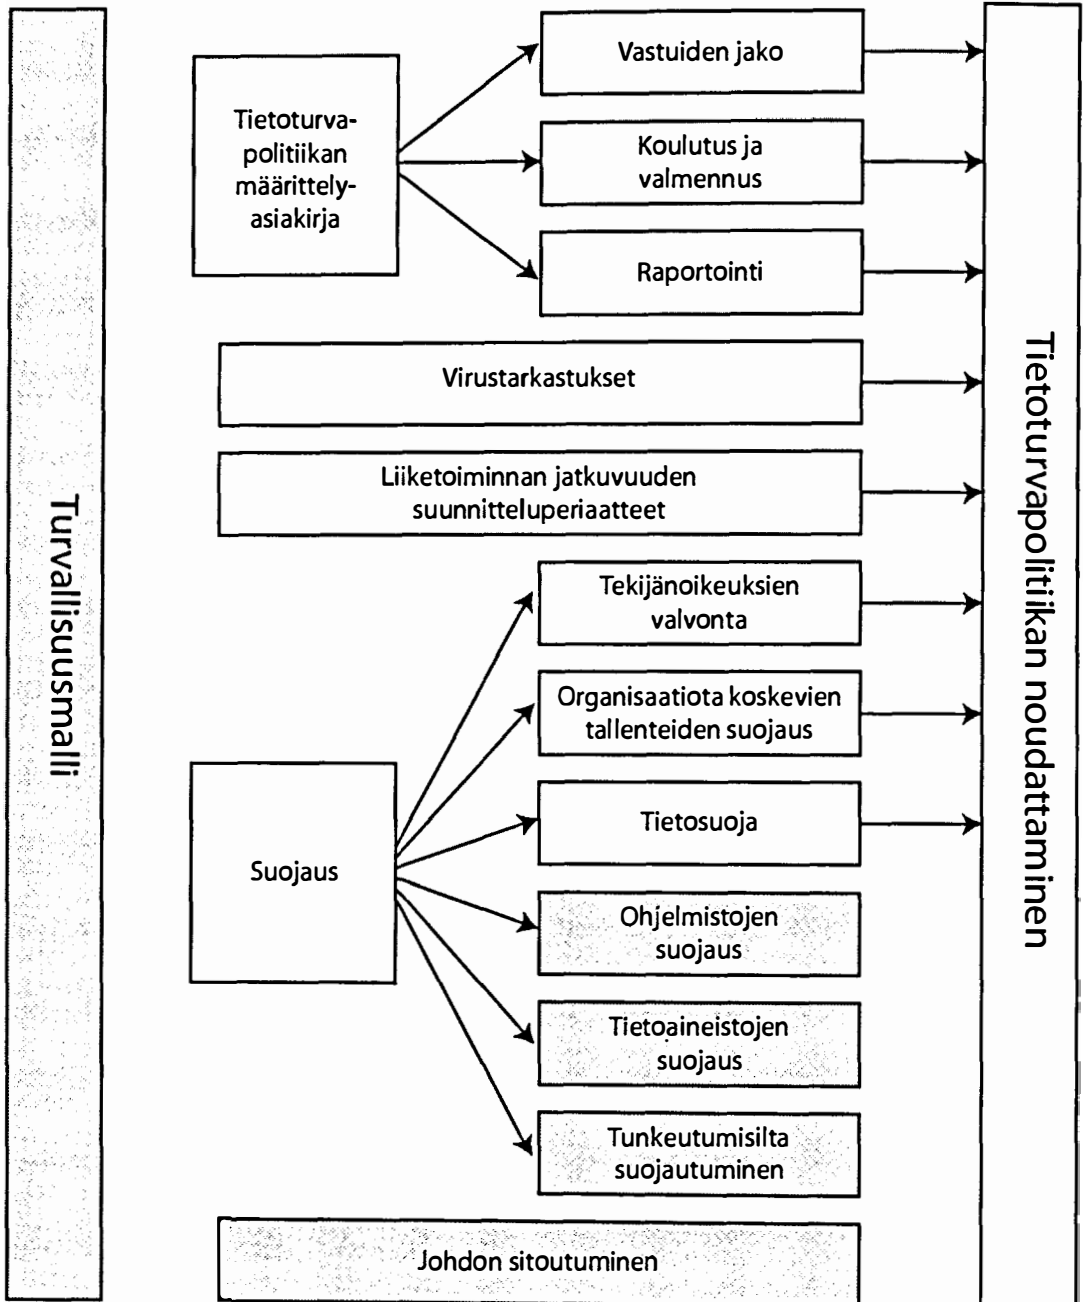 Turvallisuusmalli
Tietoturva-
politiikan
määrittely-
asiakirja
Vastuiden jako
Koulutus ja
valmennus
Raportointi
Virustarkastukset
Liiketoiminnan jatkuvuuden
suunnitteluperiaatteet
Suojaus
Tekijänoikeuksien
valvonta
Organisaatiota koskevien
tallenteiden suojaus
Tietosuoja
Ohjelmistojen
suojaus
Tietoaineistojen
suojaus
Tunkeutumisilta
suojautuminen
Johdon sitoutuminen
Tietoturvapolitiikan noudattaminen